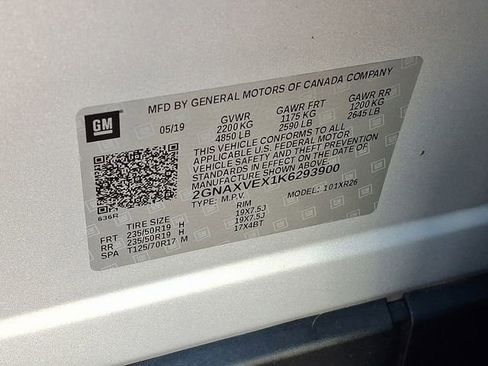 MFD BY GENERAL MOTORS OF CANADA COMPANY
GM
05/19
GVWR
2200 KG
4850 LB
GAWR FRT
1175 KG
2590 LB
GAWR RR
1200 KG
2645 LB
THIS VEHICLE CONFORMS TO ALL
APPLICABLE U.S. FEDERAL MOTOR
VEHICLE SAFETY AND THEFT PREVENTION
STANDARDS IN EFFECT ON THE DATE OF
MANUFACTURE SHOWN ABOVE.
2GNAXVEX1K6293900
TYPE: M.P.V. MODEL: 101XR26
636R
TIRE SIZE RIM
FRT 235/50R19 H 19X7.5J
RR 235/50R19 H 19X7.5J
SPA T125/70R17 M 17X4BT